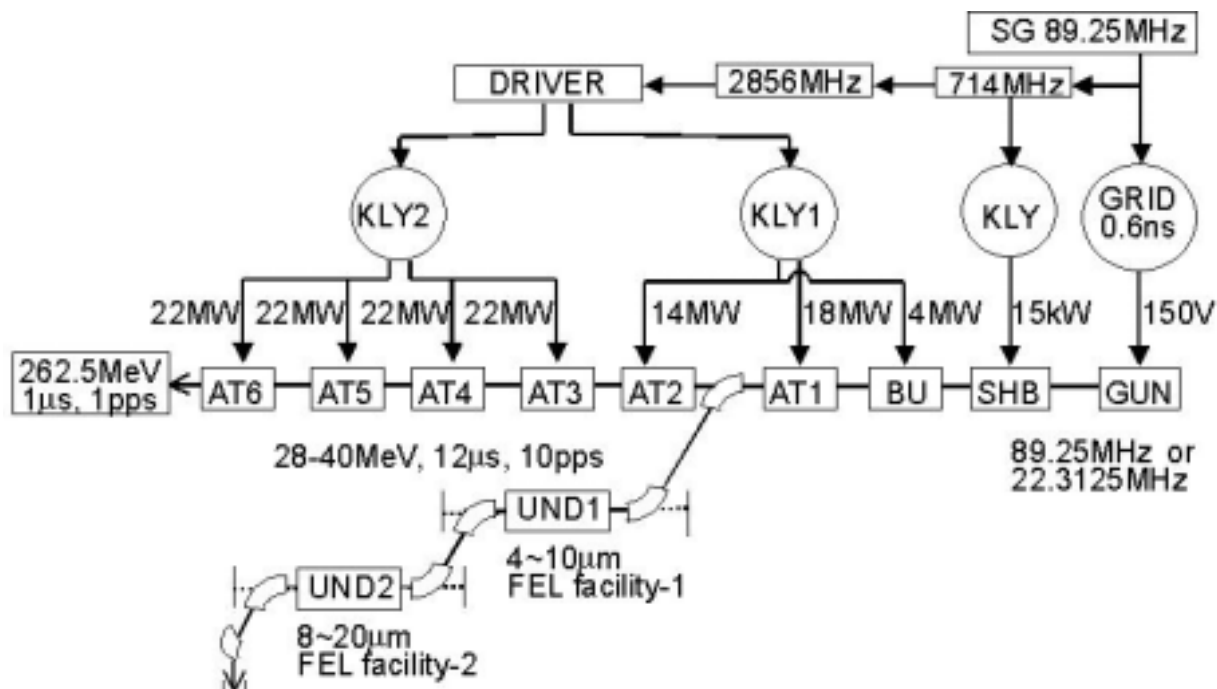 SG 89.25MHz
DRIVER
2856MHz
714MHz
KLY2
KLY1
KLY
GRID
0.6ns
22MW
22MW
22MW
22MW
14MW
18MW
4MW
15kW
150V
262.5MeV
1μs, 1pps
AT6
AT5
AT4
AT3
AT2
AT1
BU
SHB
GUN
28-40MeV, 12μs, 10pps
89.25MHz or
22.3125MHz
UND1
4~10μm
FEL facility-1
UND2
8~20μm
FEL facility-2